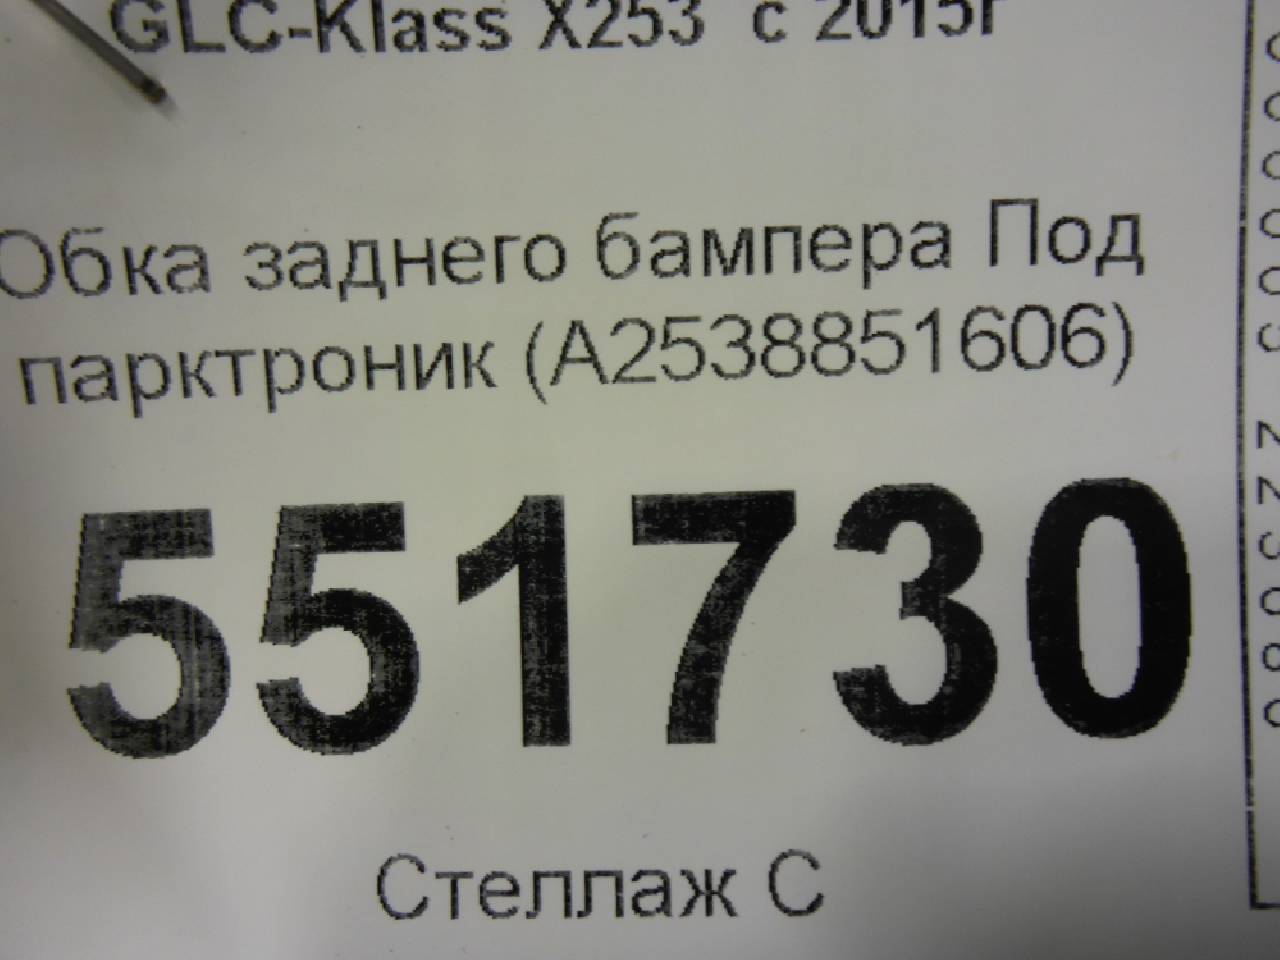 GLC-Klass X253 с 2015г
Обка заднего бампера Под
парктроник (A2538851606)
551730
Стеллаж С